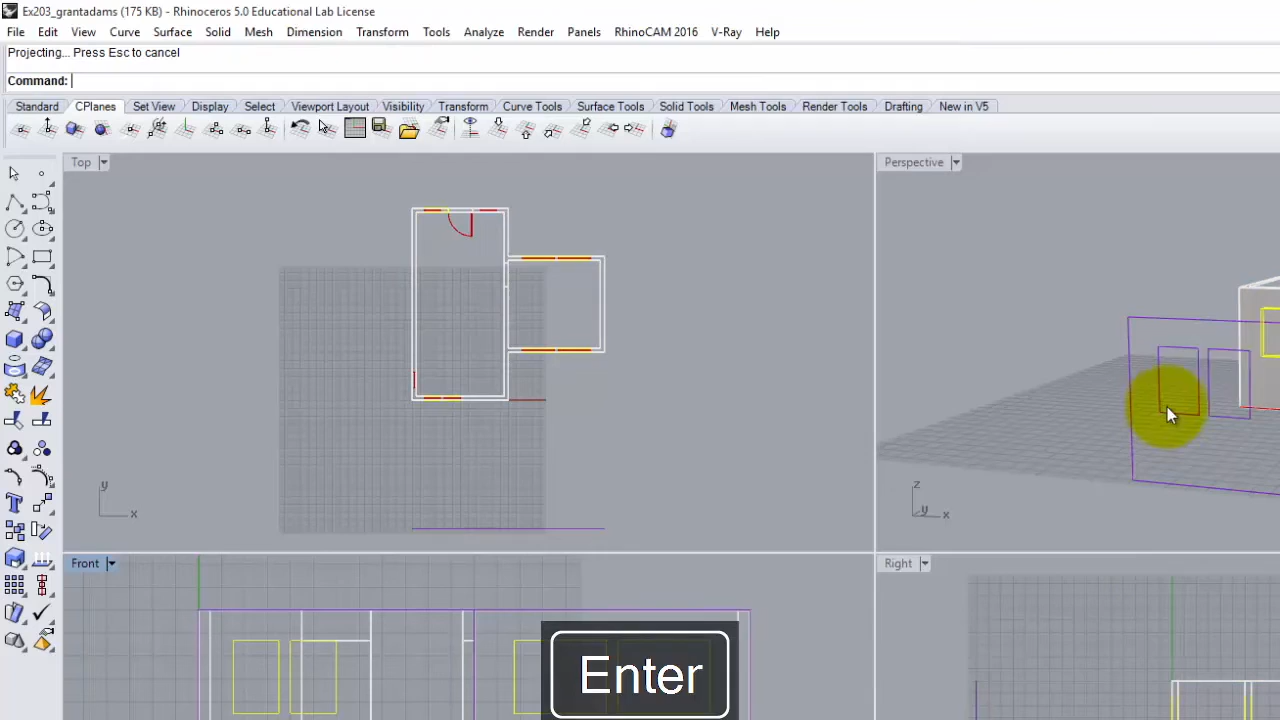 Ex203_grantadams (175 KB) - Rhinoceros 5.0 Educational Lab License
File Edit View Curve Surface Solid Mesh Dimension Transform Tools Analyze Render Panels RhinoCAM 2016 V-Ray Help
Projecting... Press Esc to cancel
Command:
Standard CPlanes Set View Display Select Viewport Layout Visibility Transform Curve Tools Surface Tools Solid Tools Mesh Tools Render Tools Drafting New in V5
Top
Perspective
y
x
z
y
x
Front
Right
Enter